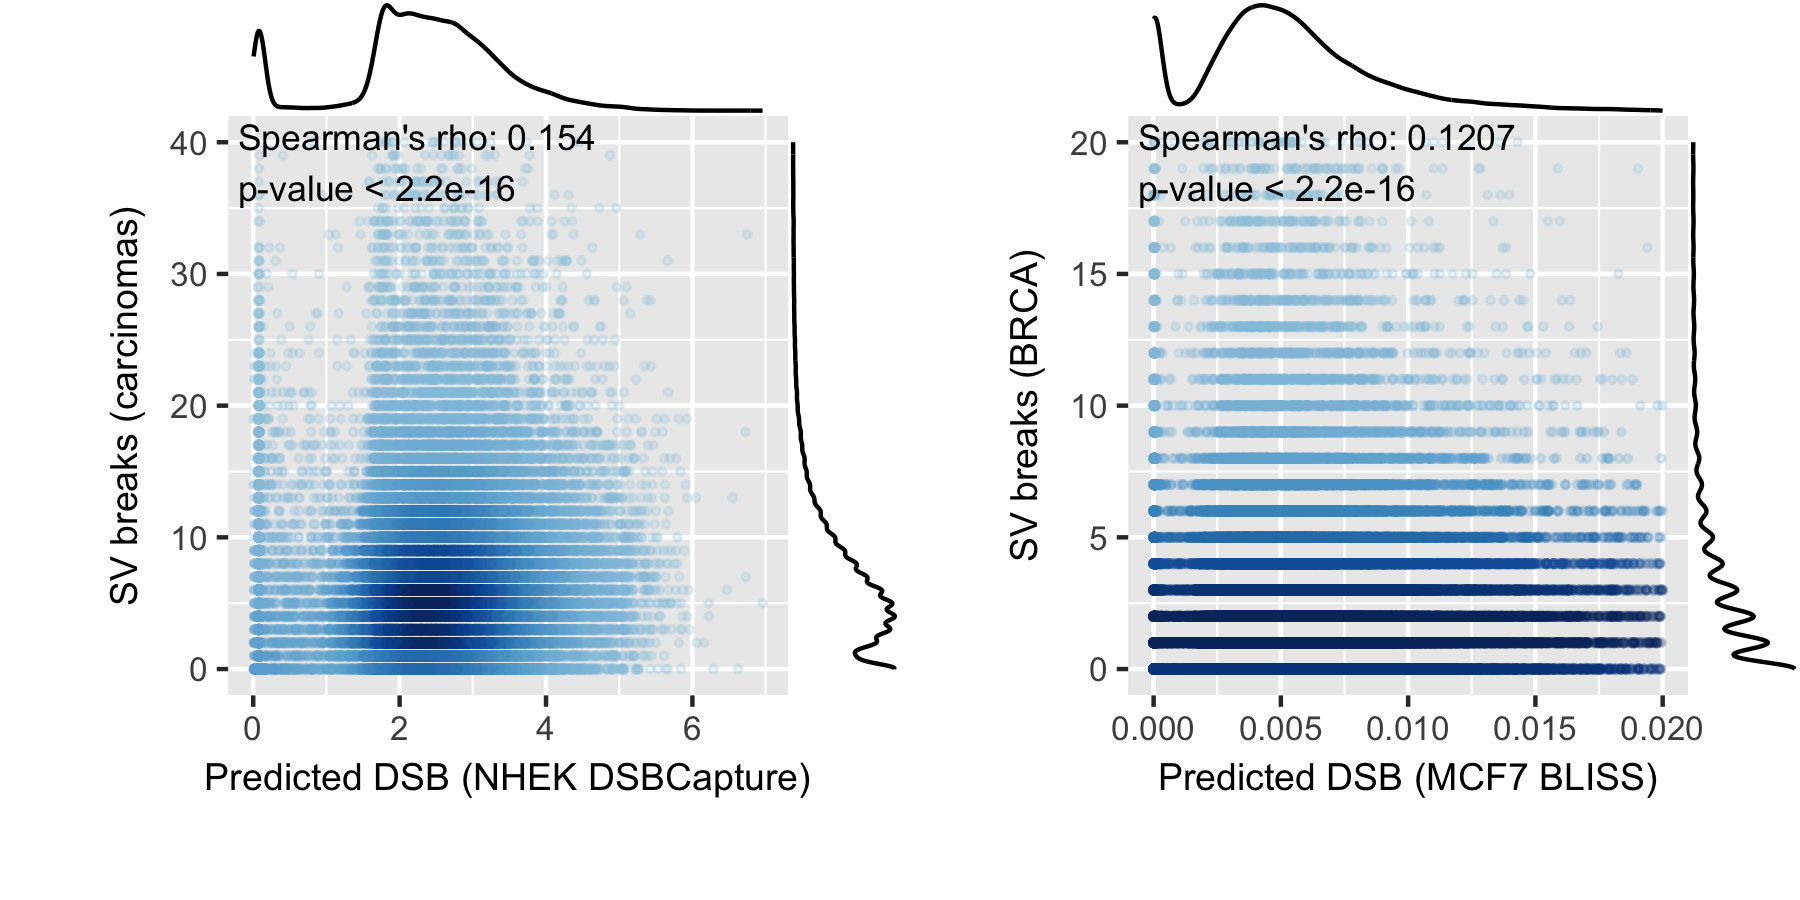 Spearman's rho: 0.154
p-value < 2.2e-16
40
30
20
10
0
SV breaks (carcinomas)
0 2 4 6
Predicted DSB (NHEK DSBCapture)
Spearman's rho: 0.1207
p-value < 2.2e-16
20
15
10
5
0
SV breaks (BRCA)
0.000 0.005 0.010 0.015 0.020
Predicted DSB (MCF7 BLISS)